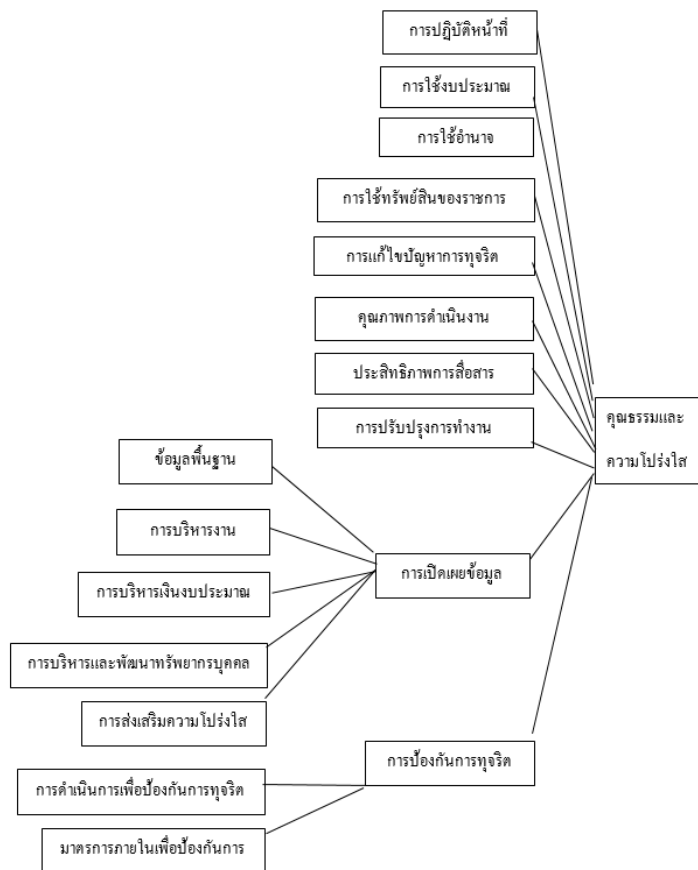 การปฏิบัติหน้าที่
การใช้งบประมาณ
การใช้อำนาจ
การใช้ทรัพย์สินของราชการ
การแก้ไขปัญหาการทุจริต
คุณภาพการดำเนินงาน
ประสิทธิภาพการสื่อสาร
การปรับปรุงการทำงาน
คุณธรรมและ
ความโปร่งใส
ข้อมูลพื้นฐาน
การบริหารงาน
การเปิดเผยข้อมูล
การบริหารเงินงบประมาณ
การบริหารและพัฒนาทรัพยากรบุคคล
การส่งเสริมความโปร่งใส
การป้องกันการทุจริต
การดำเนินการเพื่อป้องกันการทุจริต
มาตรการภายในเพื่อป้องกันการ